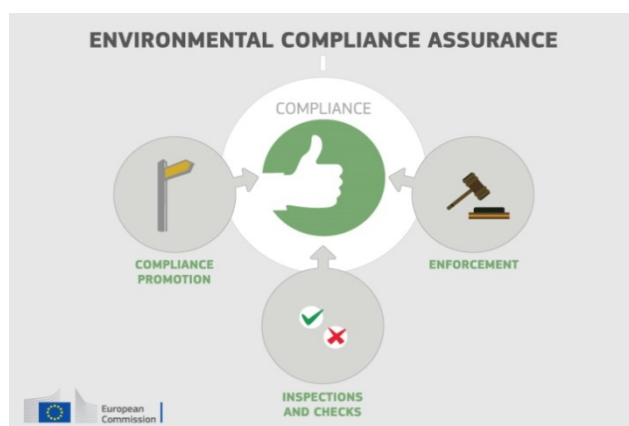 ENVIRONMENTAL COMPLIANCE ASSURANCE
COMPLIANCE
COMPLIANCE
PROMOTION
ENFORCEMENT
INSPECTIONS
AND CHECKS
European
Commission